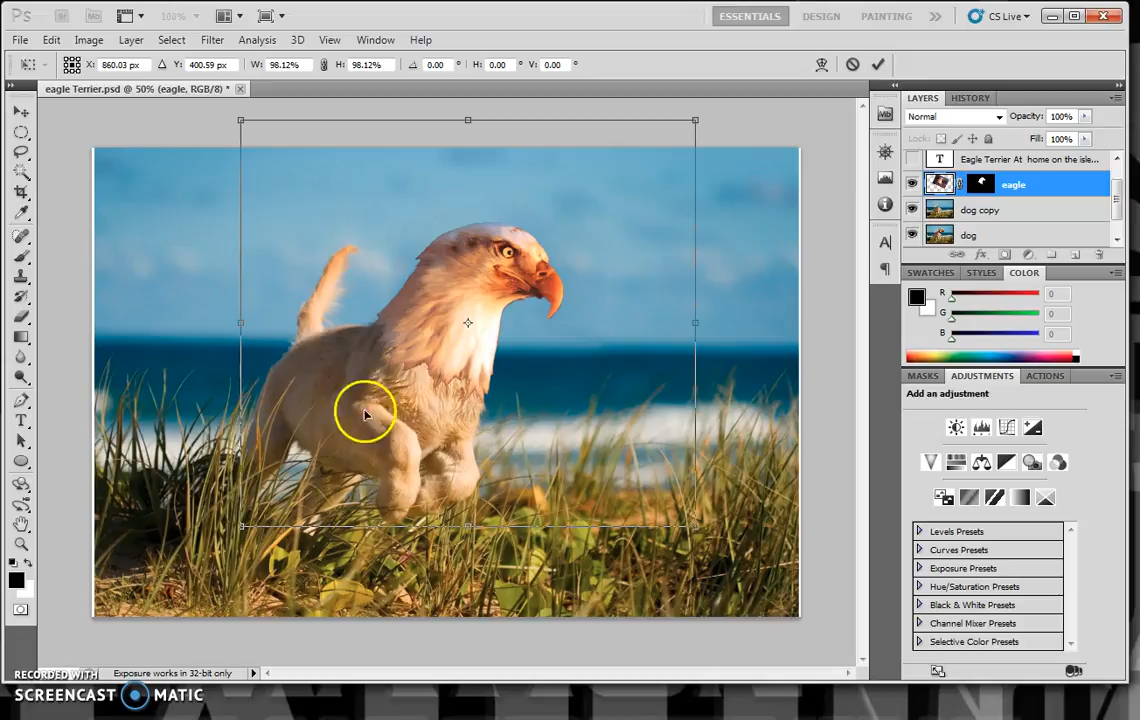 Ps Br Mb 100% ESSENTIALS DESIGN PAINTING CS Live
File Edit Image Layer Select Filter Analysis 3D View Window Help
X: 860.03 px Y: 400.59 px W: 98.12% H: 98.12% 0.00 ° H: 0.00 ° V: 0.00 °
eagle Terrier.psd @ 50% (eagle, RGB/8) *
LAYERS HISTORY
Normal Opacity: 100%
Lock: Fill: 100%
T Eagle Terrier At home on the isle...
eagle
dog copy
dog
fx
SWATCHES STYLES COLOR
R 0
G 0
B 0
MASKS ADJUSTMENTS ACTIONS
Add an adjustment
Levels Presets
Curves Presets
Exposure Presets
Hue/Saturation Presets
Black & White Presets
Channel Mixer Presets
Selective Color Presets
Exposure works in 32-bit only
RECORDED WITH
SCREENCAST MATIC